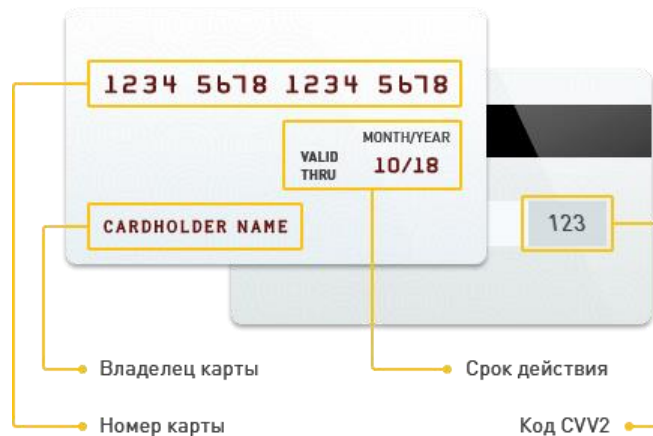 1234 5678 1234 5678
MONTH/YEAR
VALID
THRU
10/18
CARDHOLDER NAME
123
Владелец карты
Срок действия
Номер карты
Код CVV2